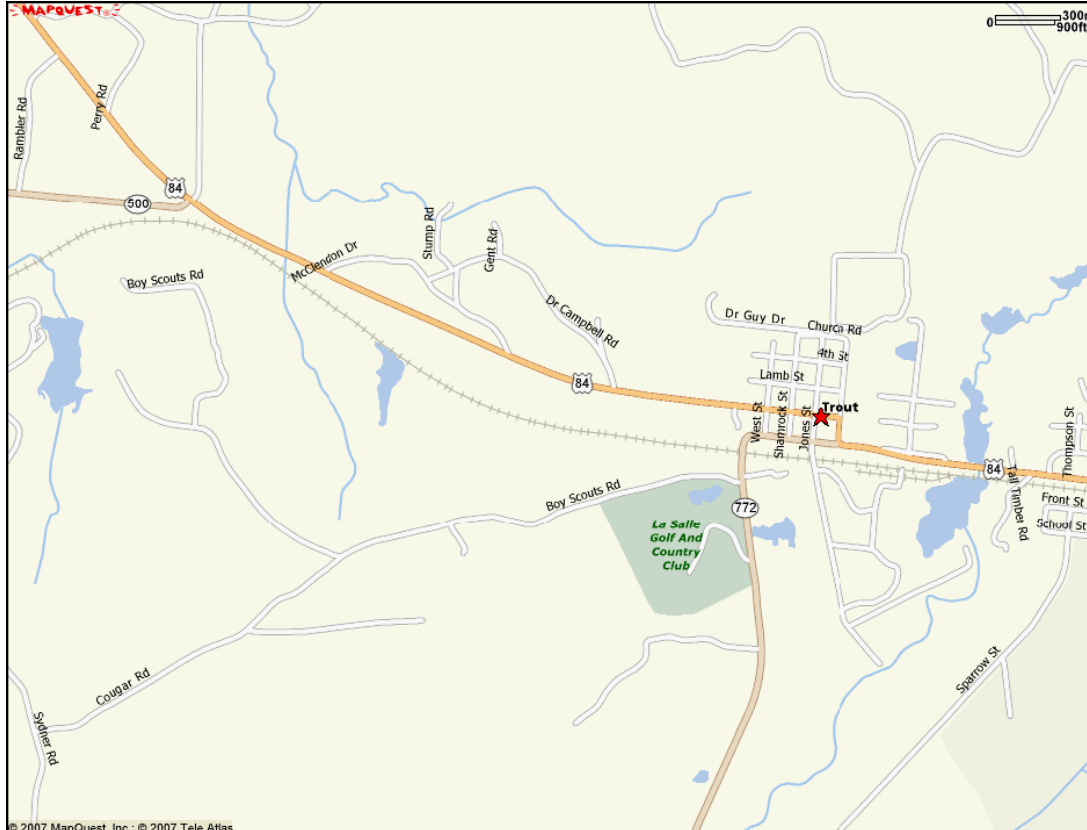 MAPQUEST
300m
0
900ft
Rambler Rd
Perry Rd
84
500
Stump Rd
Gent Rd
McClendon Dr
Boy Scouts Rd
Dr Campbell Rd
Dr Guy Dr
Church Rd
4th St
Lamb St
84
Trout
West St
Shamrock St
Jones St
Thompson St
84
Tall Timber Rd
Boy Scouts Rd
Front St
772
School St
La Salle
Golf And
Country
Club
Sparrow St
Cougar Rd
Sydner Rd
© 2007 MapQuest, Inc.; © 2007 Tele Atlas